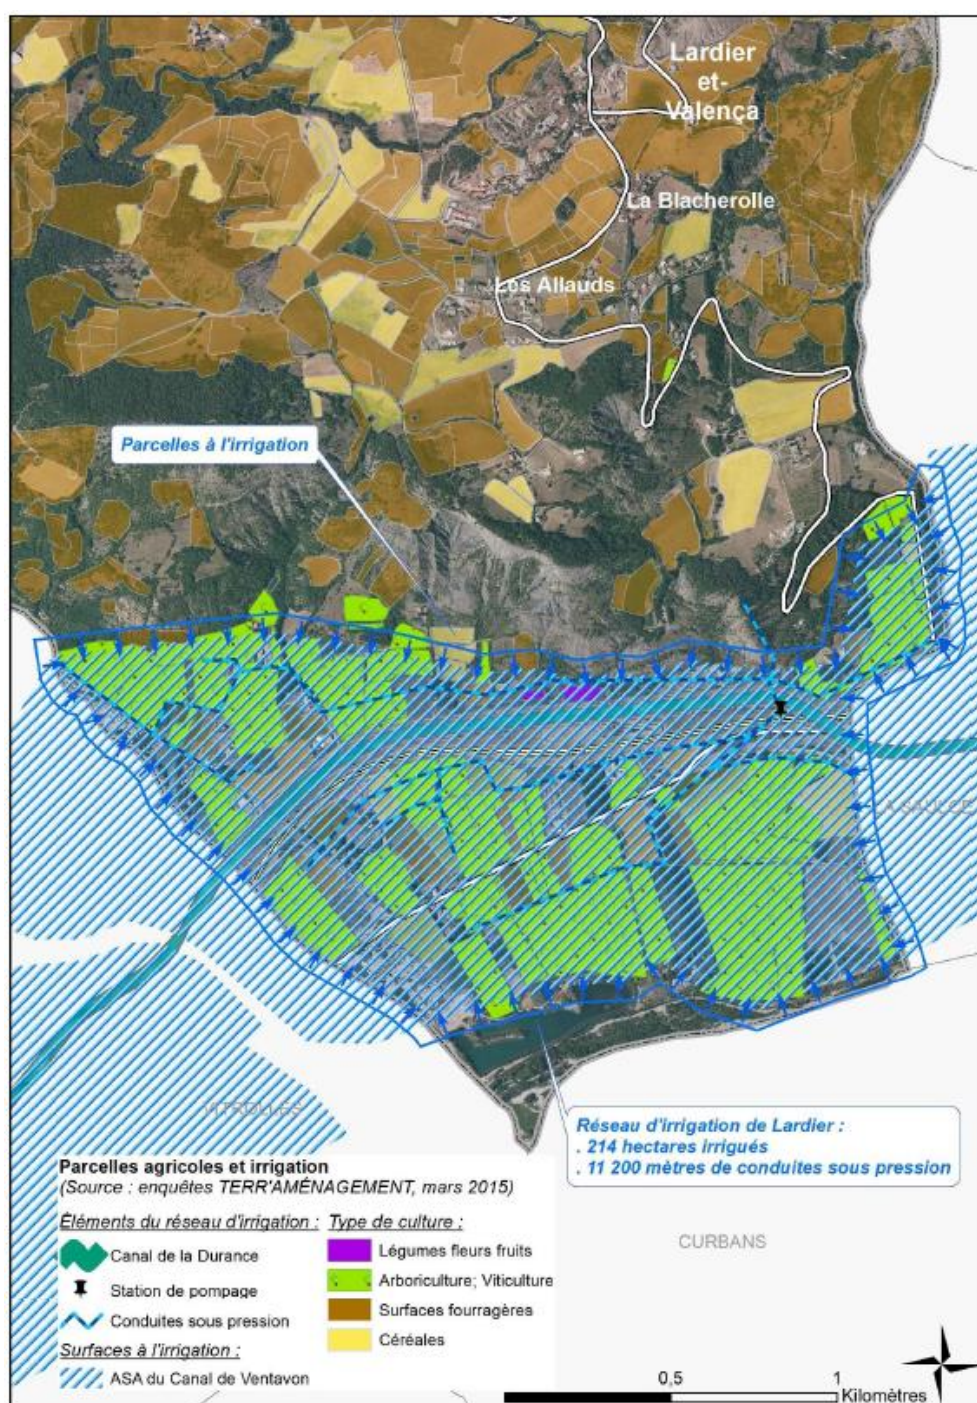 Lardier
et-
Valença
La Blacherolle
Les Allauds
Parcelles à l'irrigation
LA SAULCE
VITROLLES
Réseau d'irrigation de Lardier :
. 214 hectares irrigués
. 11 200 mètres de conduites sous pression
CURBANS
Parcelles agricoles et irrigation
(Source : enquêtes TERR'AMÉNAGEMENT, mars 2015)
Éléments du réseau d'irrigation :
Canal de la Durance
Station de pompage
Conduites sous pression
Surfaces à l'irrigation :
ASA du Canal de Ventavon
Type de culture :
Légumes fleurs fruits
Arboriculture; Viticulture
Surfaces fourragères
Céréales
0,5
1
Kilomètres